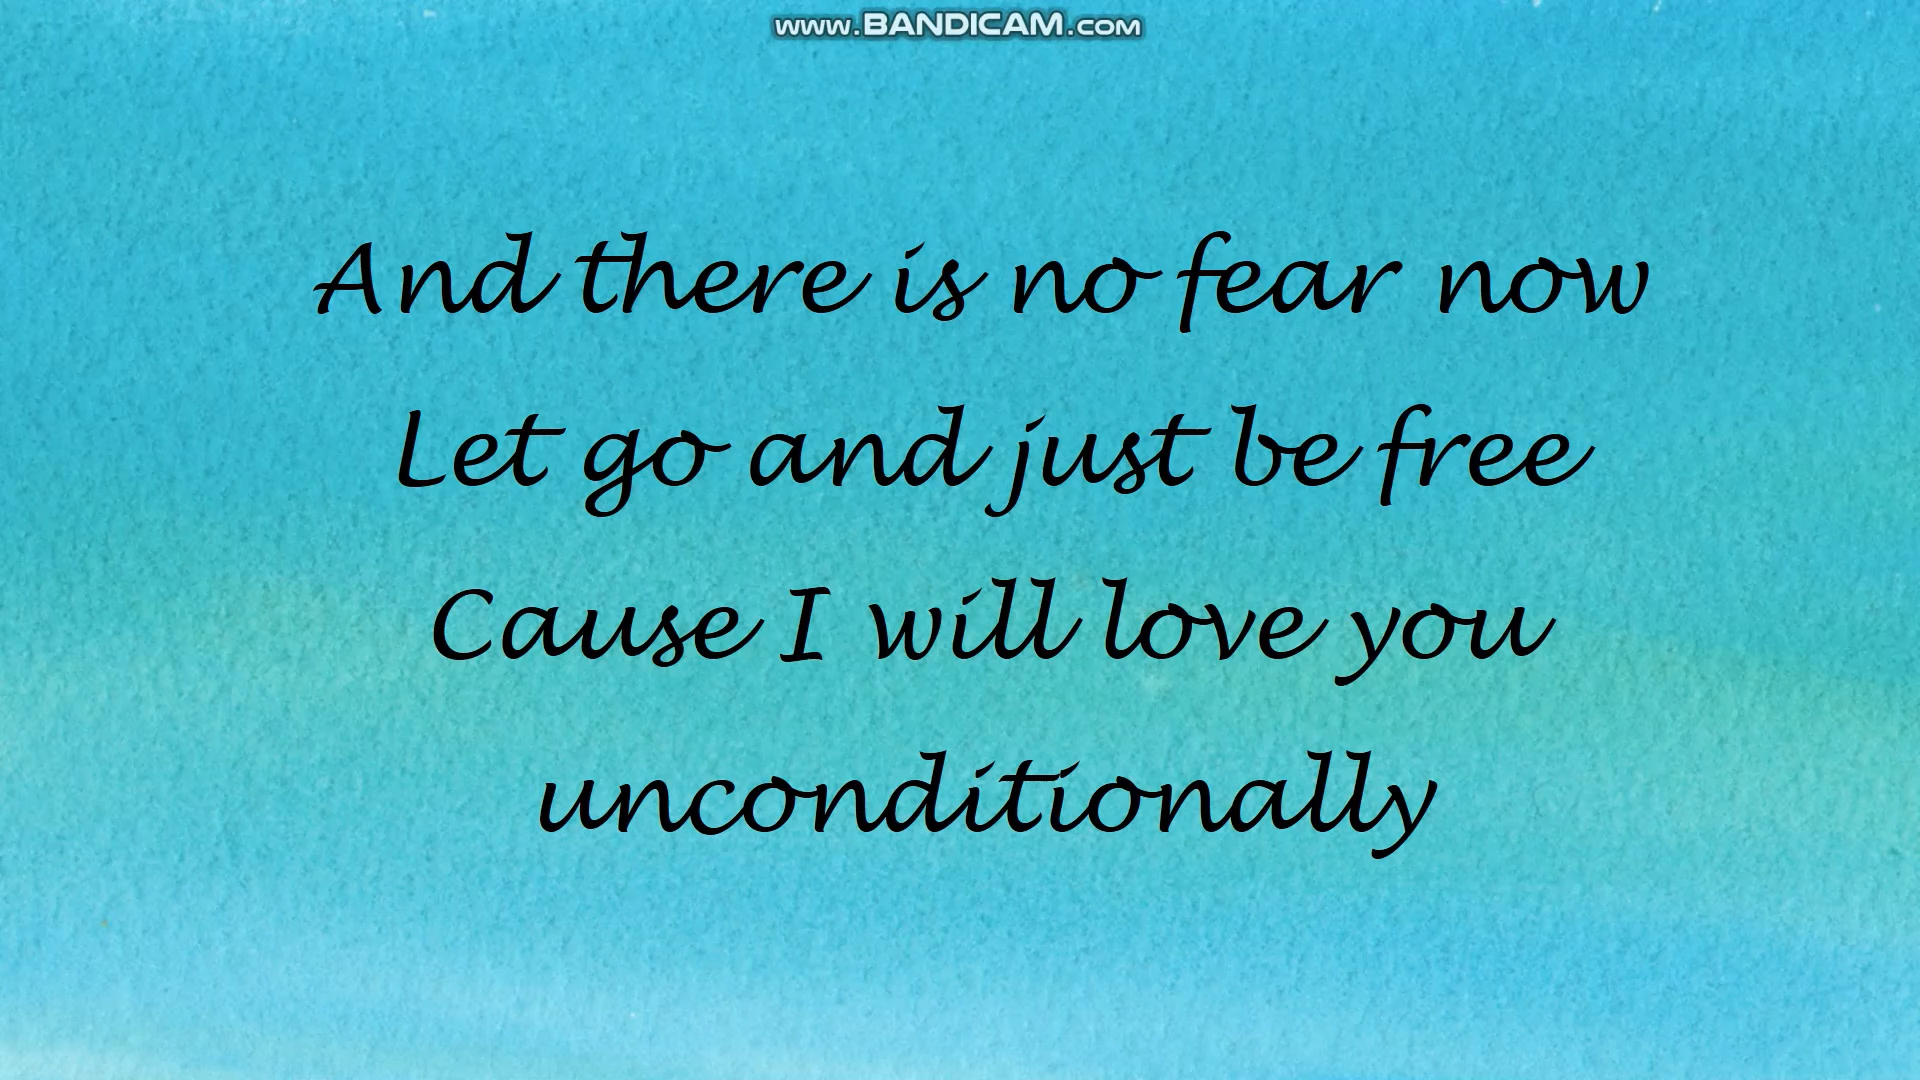 www.BANDICAM.com
And there is no fear now
Let go and just be free
Cause I will love you
unconditionally